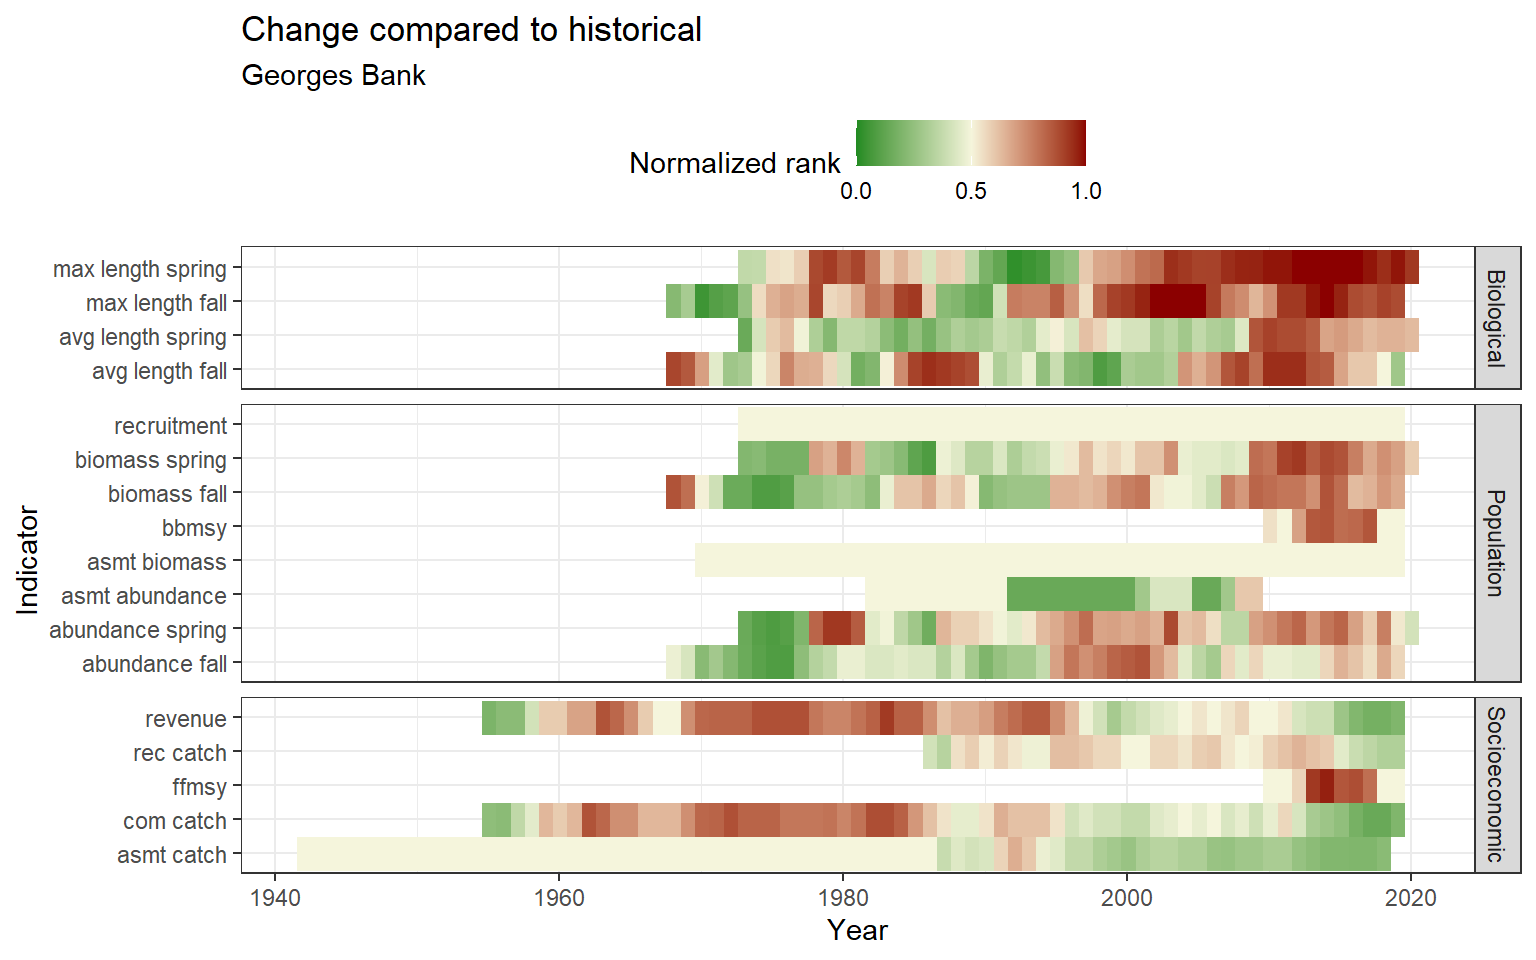 Change compared to historical
Georges Bank
Normalized rank
0.0 0.5 1.0
max length spring
max length fall
avg length spring
avg length fall
Biological
recruitment
biomass spring
biomass fall
bbmsy
asmt biomass
asmt abundance
abundance spring
abundance fall
Population
revenue
rec catch
ffmsy
com catch
asmt catch
Socioeconomic
Indicator
1940 1960 1980 2000 2020
Year